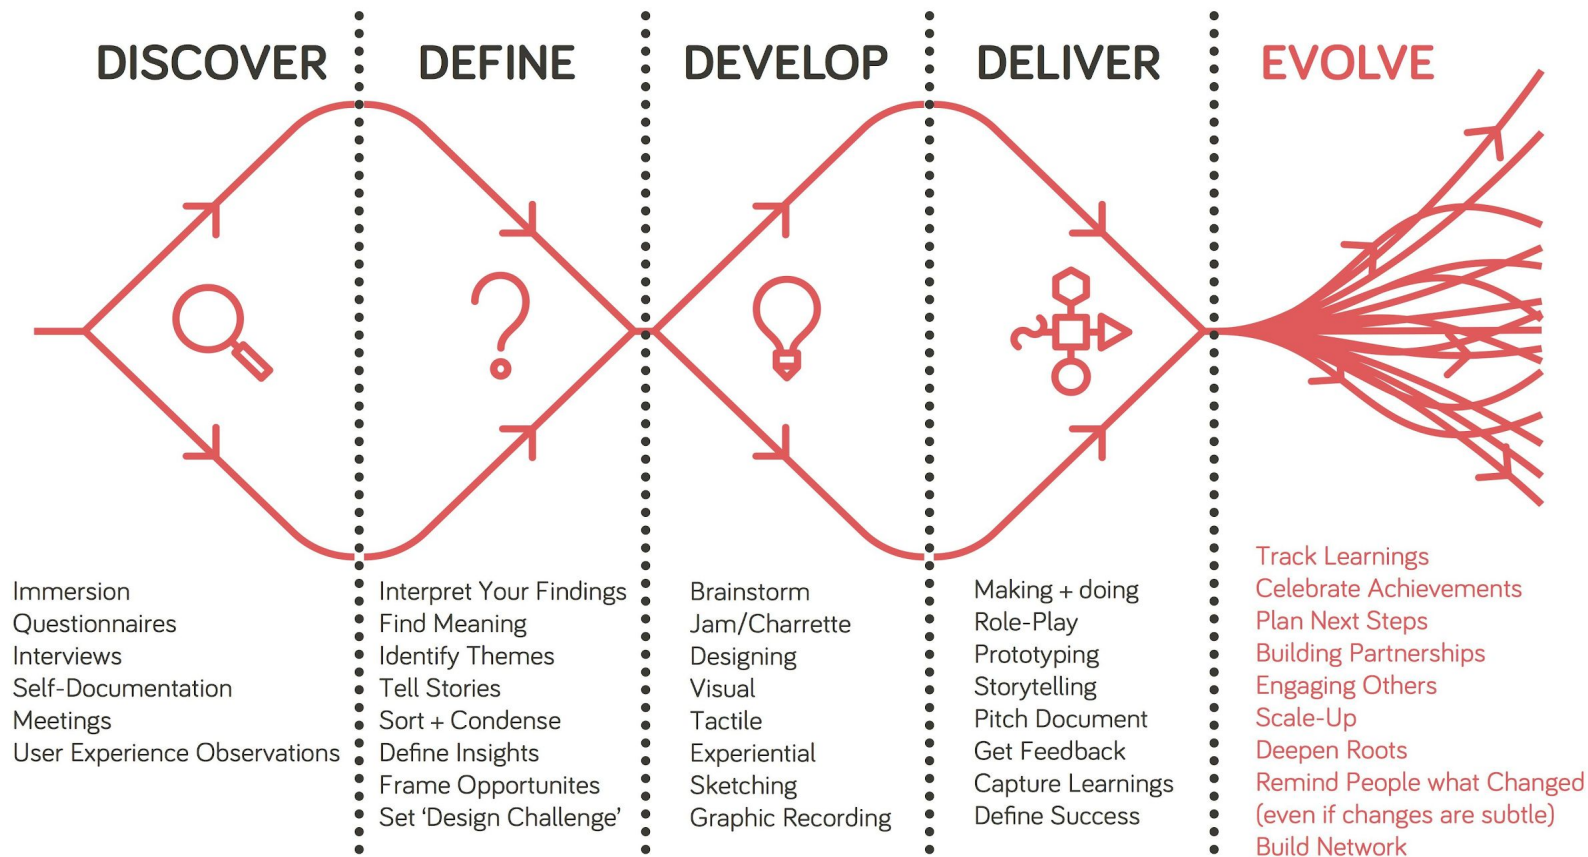 DISCOVER
DEFINE
DEVELOP
DELIVER
EVOLVE
Immersion
Questionnaires
Interviews
Self-Documentation
Meetings
User Experience Observations
Interpret Your Findings
Find Meaning
Identify Themes
Tell Stories
Sort + Condense
Define Insights
Frame Opportunites
Set ‘Design Challenge’
Brainstorm
Jam/Charrette
Designing
Visual
Tactile
Experiential
Sketching
Graphic Recording
Making + doing
Role-Play
Prototyping
Storytelling
Pitch Document
Get Feedback
Capture Learnings
Define Success
Track Learnings
Celebrate Achievements
Plan Next Steps
Building Partnerships
Engaging Others
Scale-Up
Deepen Roots
Remind People what Changed
(even if changes are subtle)
Build Network